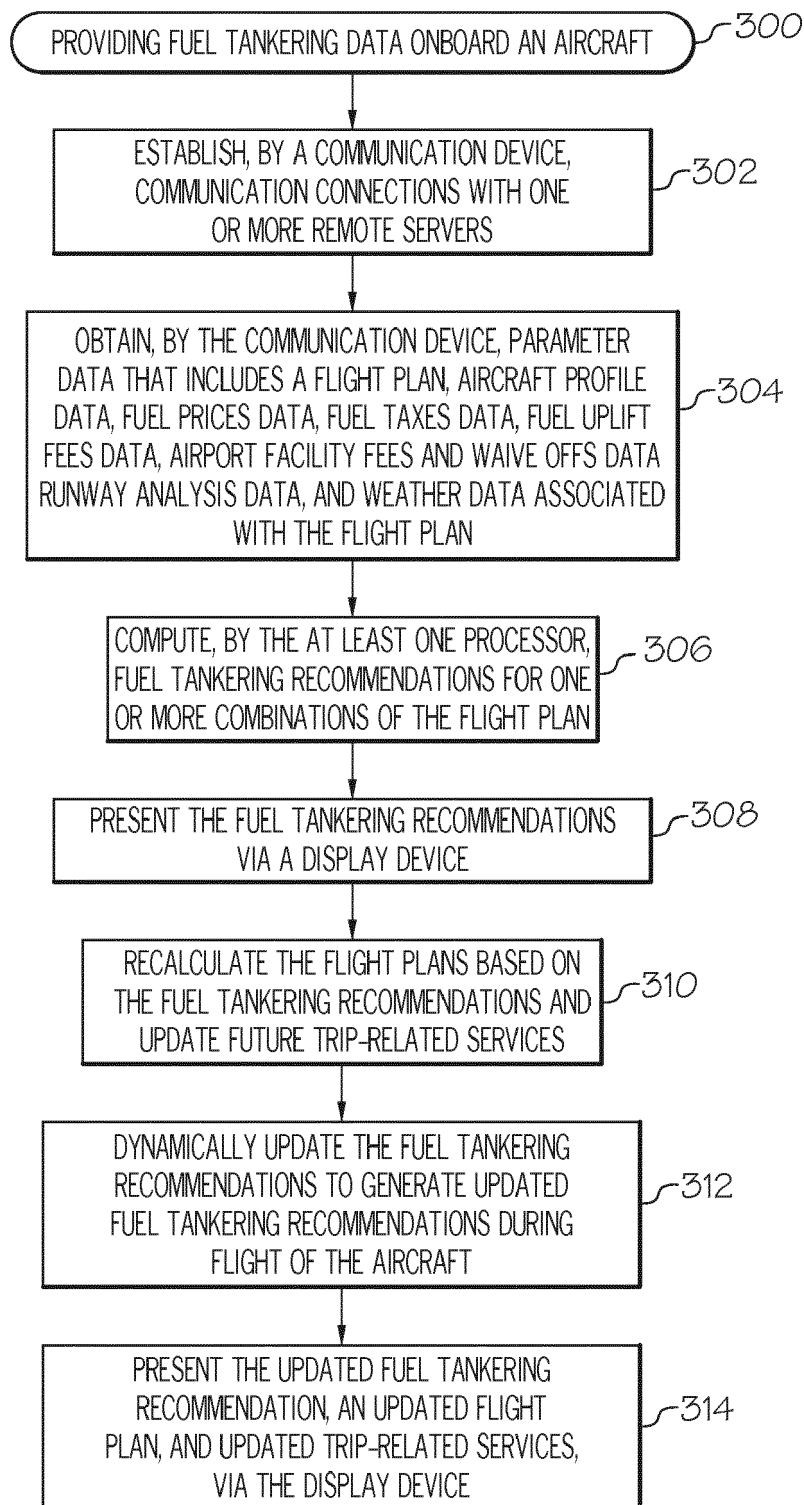 PROVIDING FUEL TANKERING DATA ONBOARD AN AIRCRAFT
300
ESTABLISH, BY A COMMUNICATION DEVICE,
COMMUNICATION CONNECTIONS WITH ONE
OR MORE REMOTE SERVERS
302
OBTAIN, BY THE COMMUNICATION DEVICE, PARAMETER
DATA THAT INCLUDES A FLIGHT PLAN, AIRCRAFT PROFILE
DATA, FUEL PRICES DATA, FUEL TAXES DATA, FUEL UPLIFT
FEES DATA, AIRPORT FACILITY FEES AND WAIVE OFFS DATA
RUNWAY ANALYSIS DATA, AND WEATHER DATA ASSOCIATED
WITH THE FLIGHT PLAN
304
COMPUTE, BY THE AT LEAST ONE PROCESSOR,
FUEL TANKERING RECOMMENDATIONS FOR ONE
OR MORE COMBINATIONS OF THE FLIGHT PLAN
306
PRESENT THE FUEL TANKERING RECOMMENDATIONS
VIA A DISPLAY DEVICE
308
RECALCULATE THE FLIGHT PLANS BASED ON
THE FUEL TANKERING RECOMMENDATIONS AND
UPDATE FUTURE TRIP-RELATED SERVICES
310
DYNAMICALLY UPDATE THE FUEL TANKERING
RECOMMENDATIONS TO GENERATE UPDATED
FUEL TANKERING RECOMMENDATIONS DURING
FLIGHT OF THE AIRCRAFT
312
PRESENT THE UPDATED FUEL TANKERING
RECOMMENDATION, AN UPDATED FLIGHT
PLAN, AND UPDATED TRIP-RELATED SERVICES,
VIA THE DISPLAY DEVICE
314